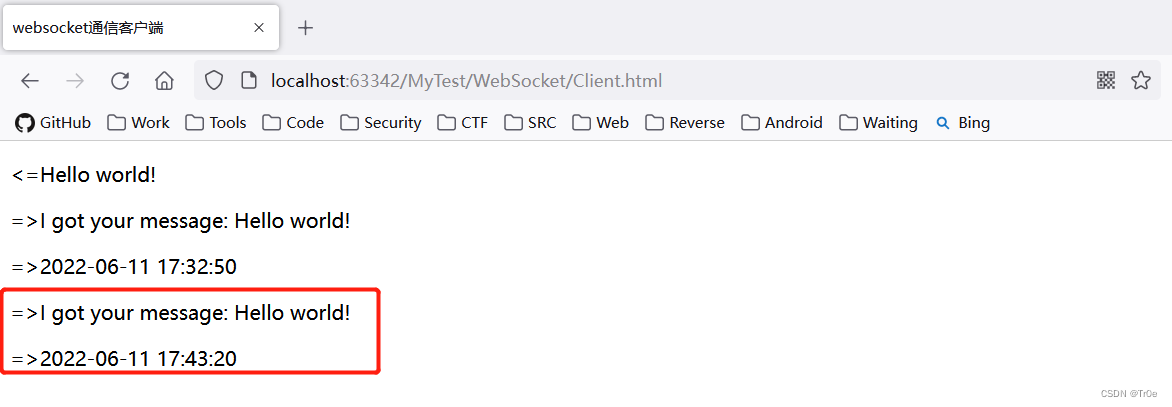 websocket通信客户端
localhost:63342/MyTest/WebSocket/Client.html
GitHub Work Tools Code Security CTF SRC Web Reverse Android Waiting Bing
<=Hello world!
=>I got your message: Hello world!
=>2022-06-11 17:32:50
=>I got your message: Hello world!
=>2022-06-11 17:43:20
CSDN @Tr0e